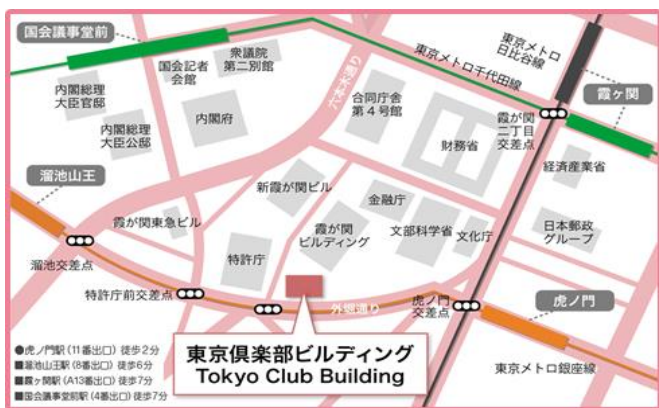 国会議事堂前
国会記者
会館
衆議院
第二別館
六本木通り
東京メトロ千代田線
東京メトロ
日比谷線
霞ヶ関
内閣総理
大臣官邸
内閣総理
大臣公邸
内閣府
合同庁舎
第4号館
財務省
霞が関
二丁目
交差点
経済産業省
溜池山王
新霞が関ビル
金融庁
霞が関東急ビル
霞が関
ビルディング
文部科学省
文化庁
日本郵政
グループ
溜池交差点
特許庁
特許庁前交差点
外堀通り
虎ノ門
交差点
虎ノ門
東京メトロ銀座線
東京倶楽部ビルディング
Tokyo Club Building
●虎ノ門駅(11番出口)徒歩2分
■溜池山王駅(8番出口)徒歩6分
■霞ヶ関駅(A13番出口)徒歩7分
■国会議事堂前駅(4番出口)徒歩7分